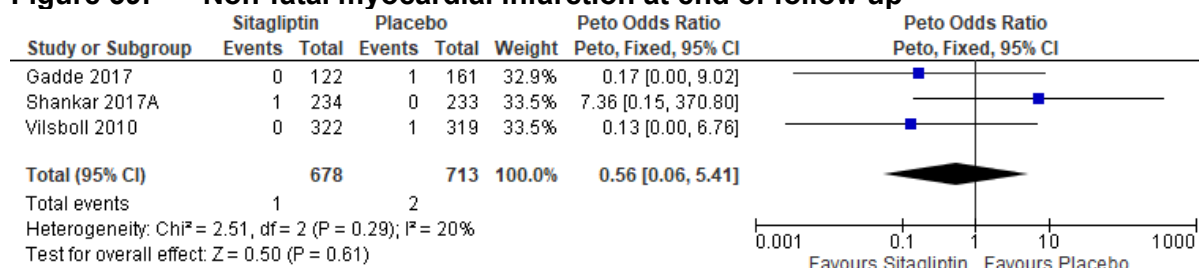 Figure 39: Non-fatal myocardial infarction at end of follow-up
Sitagliptin Placebo Peto Odds Ratio Peto Odds Ratio
Study or Subgroup Events Total Events Total Weight Peto, Fixed, 95% CI Peto, Fixed, 95% CI
Gadde 2017 0 122 1 161 32.9% 0.17 [0.00, 9.02]
Shankar 2017A 1 234 0 233 33.5% 7.36 [0.15, 370.80]
Vilsboll 2010 0 322 1 319 33.5% 0.13 [0.00, 6.76]
Total (95% CI) 678 713 100.0% 0.56 [0.06, 5.41]
Total events 1 2
Heterogeneity: Chi² = 2.51, df = 2 (P = 0.29); I² = 20%
Test for overall effect: Z = 0.50 (P = 0.61)
0.001 0.1 1 10 1000
Favours Sitagliptin Favours Placebo